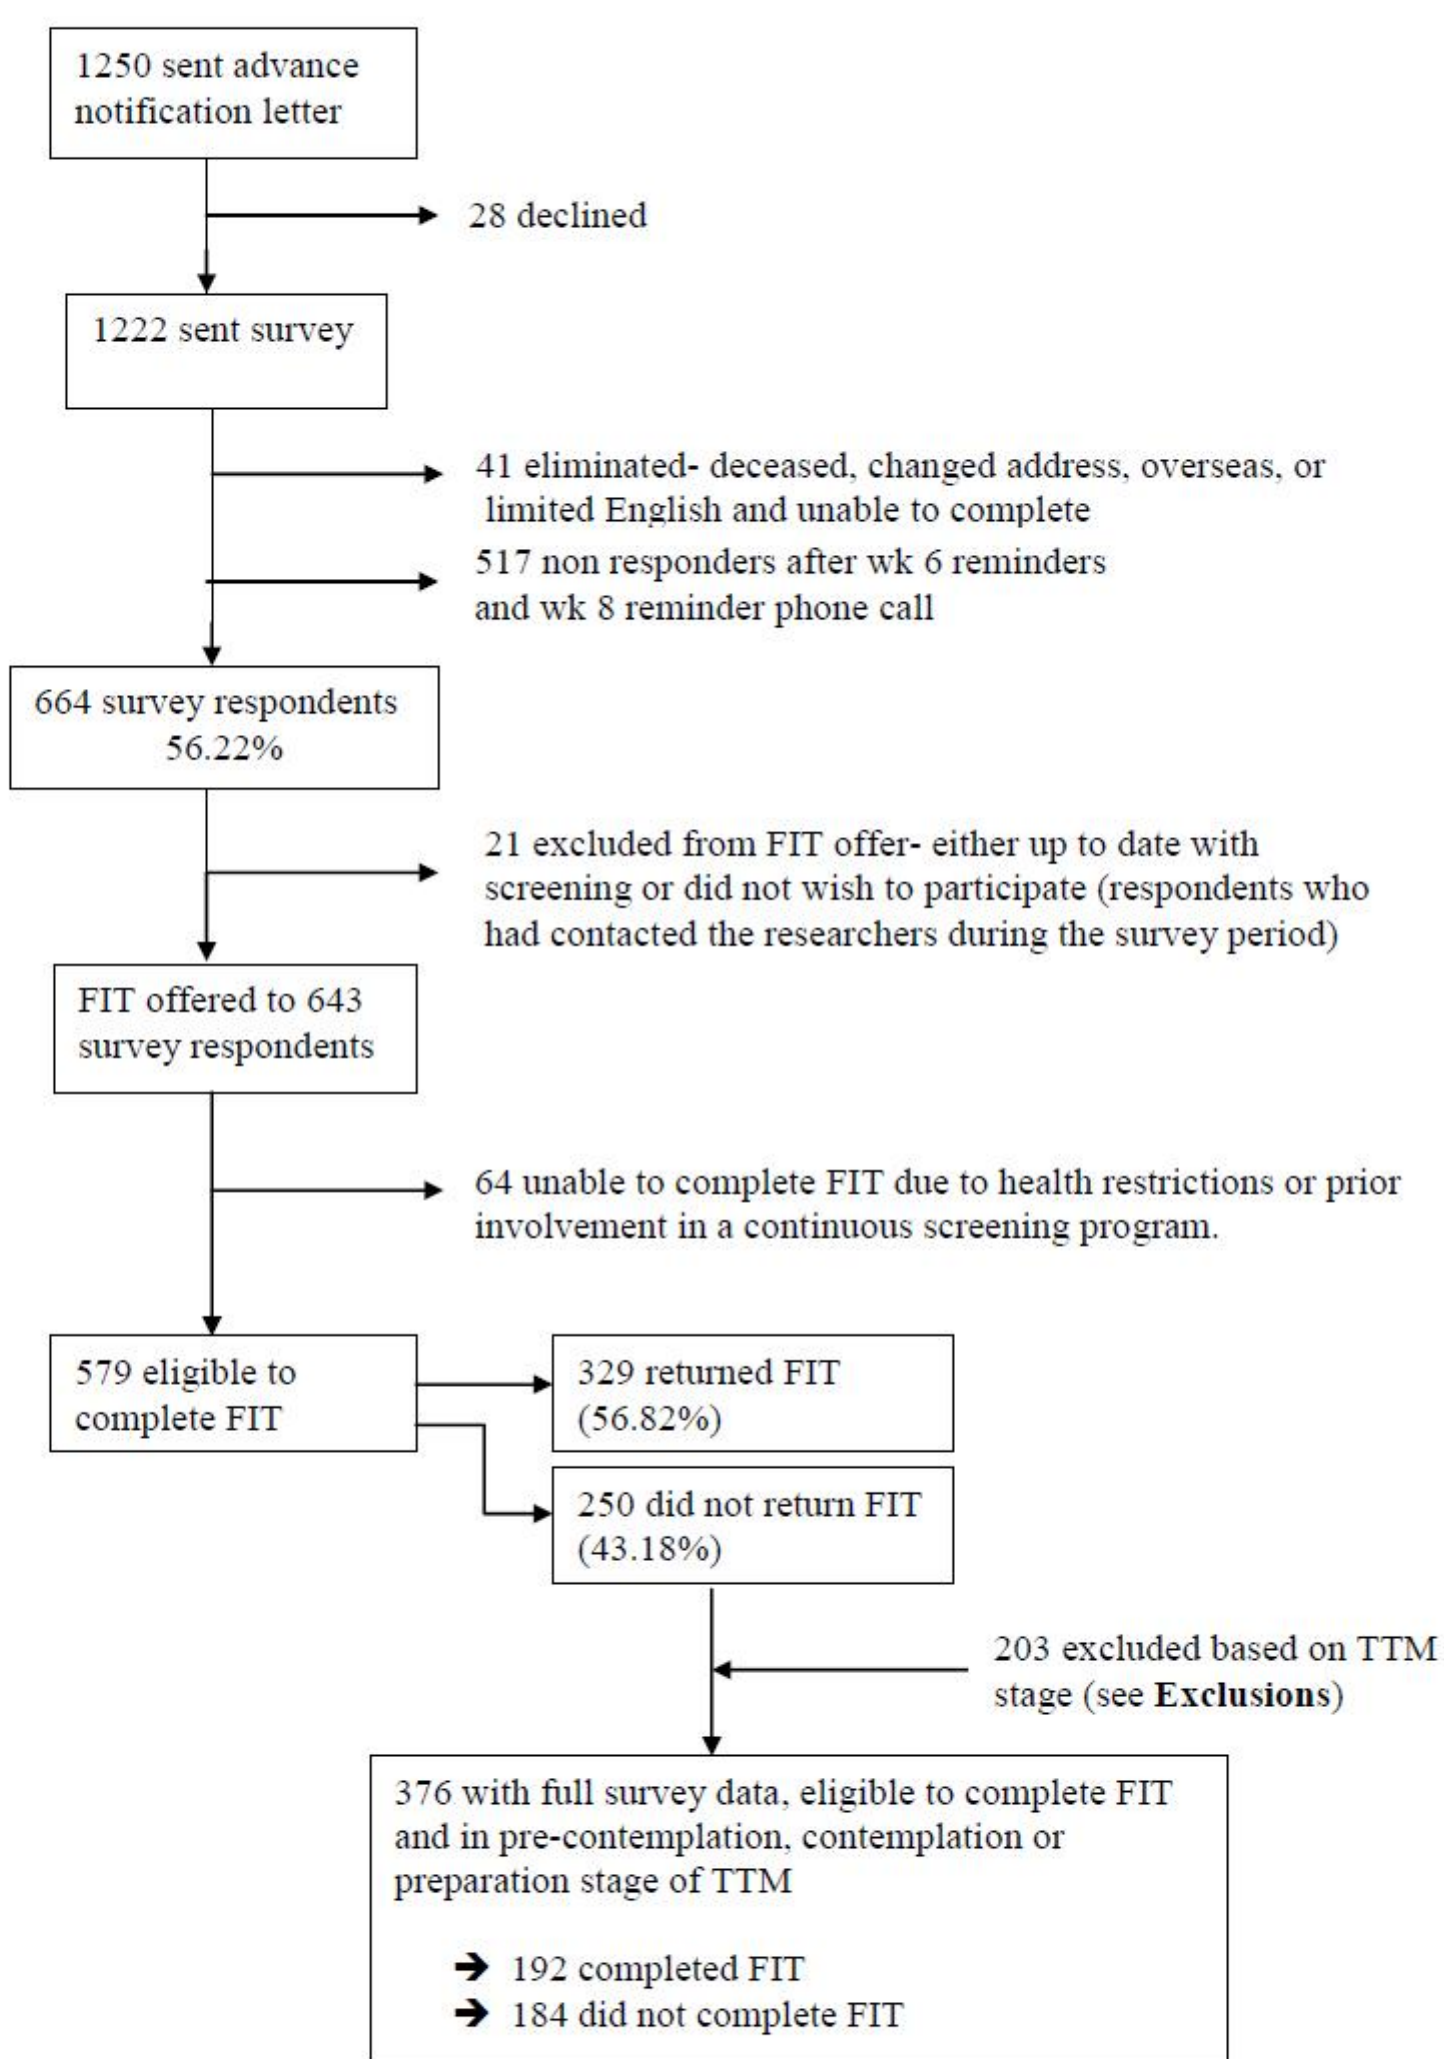 1250 sent advance
notification letter
28 declined
1222 sent survey
41 eliminated- deceased, changed address, overseas, or
limited English and unable to complete
517 non responders after wk 6 reminders
and wk 8 reminder phone call
664 survey respondents
56.22%
21 excluded from FIT offer- either up to date with
screening or did not wish to participate (respondents who
had contacted the researchers during the survey period)
FIT offered to 643
survey respondents
64 unable to complete FIT due to health restrictions or prior
involvement in a continuous screening program.
579 eligible to
complete FIT
329 returned FIT
(56.82%)
250 did not return FIT
(43.18%)
203 excluded based on TTM
stage (see Exclusions)
376 with full survey data, eligible to complete FIT
and in pre-contemplation, contemplation or
preparation stage of TTM
➔ 192 completed FIT
➔ 184 did not complete FIT